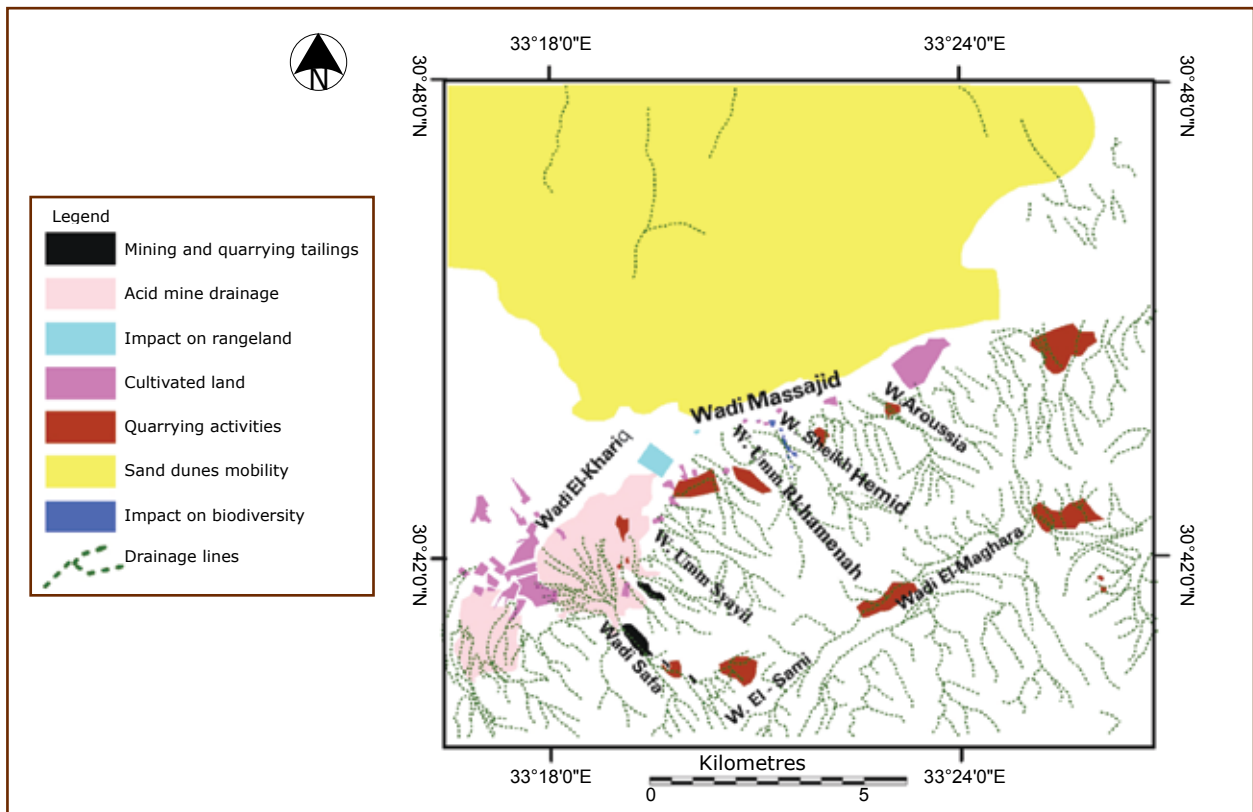 33°18'0"E
33°24'0"E
N
30°48'0"N
30°48'0"N
Legend
Mining and quarrying tailings
Acid mine drainage
Impact on rangeland
Cultivated land
Quarrying activities
Sand dunes mobility
Impact on biodiversity
Drainage lines
Wadi Massajid
W. Aroussia
W. Sheikh Hemid
W. Umm Rkhamenah
Wadi El-Khariq
W. Umm Syayil
Wadi El-Maghara
Wadi Safa
W. El - Sami
30°42'0"N
30°42'0"N
Kilometres
33°18'0"E
33°24'0"E
0
5